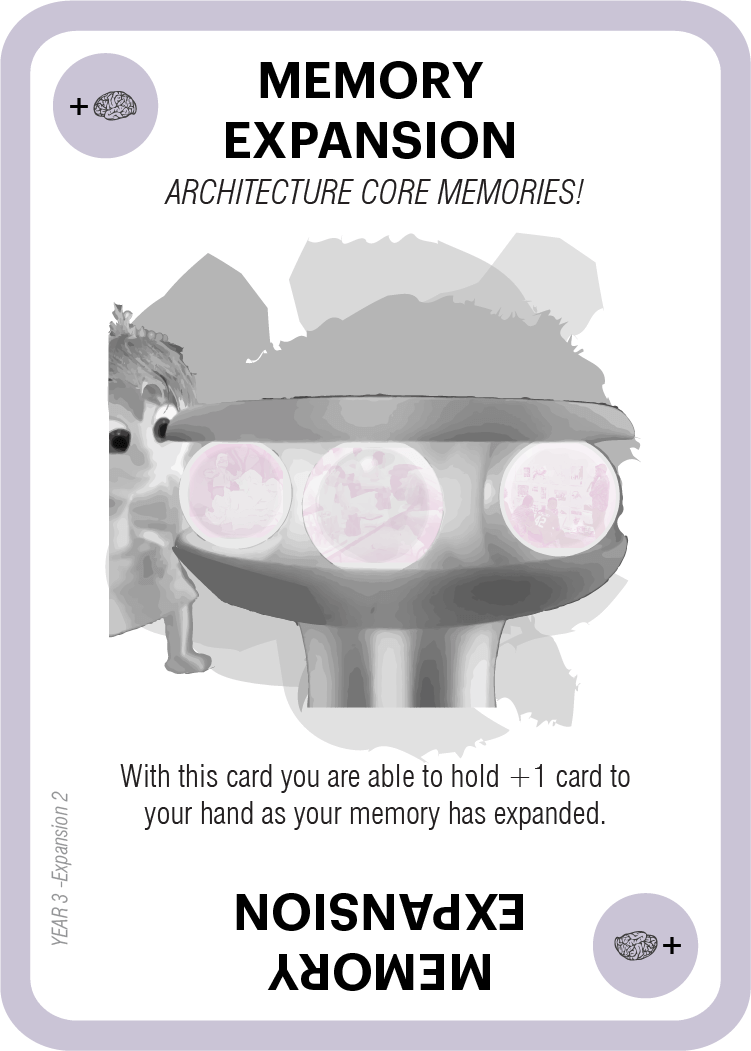 +
MEMORY
EXPANSION
ARCHITECTURE CORE MEMORIES!
With this card you are able to hold +1 card to
your hand as your memory has expanded.
YEAR 3 -Expansion 2
MEMORY
EXPANSION
+